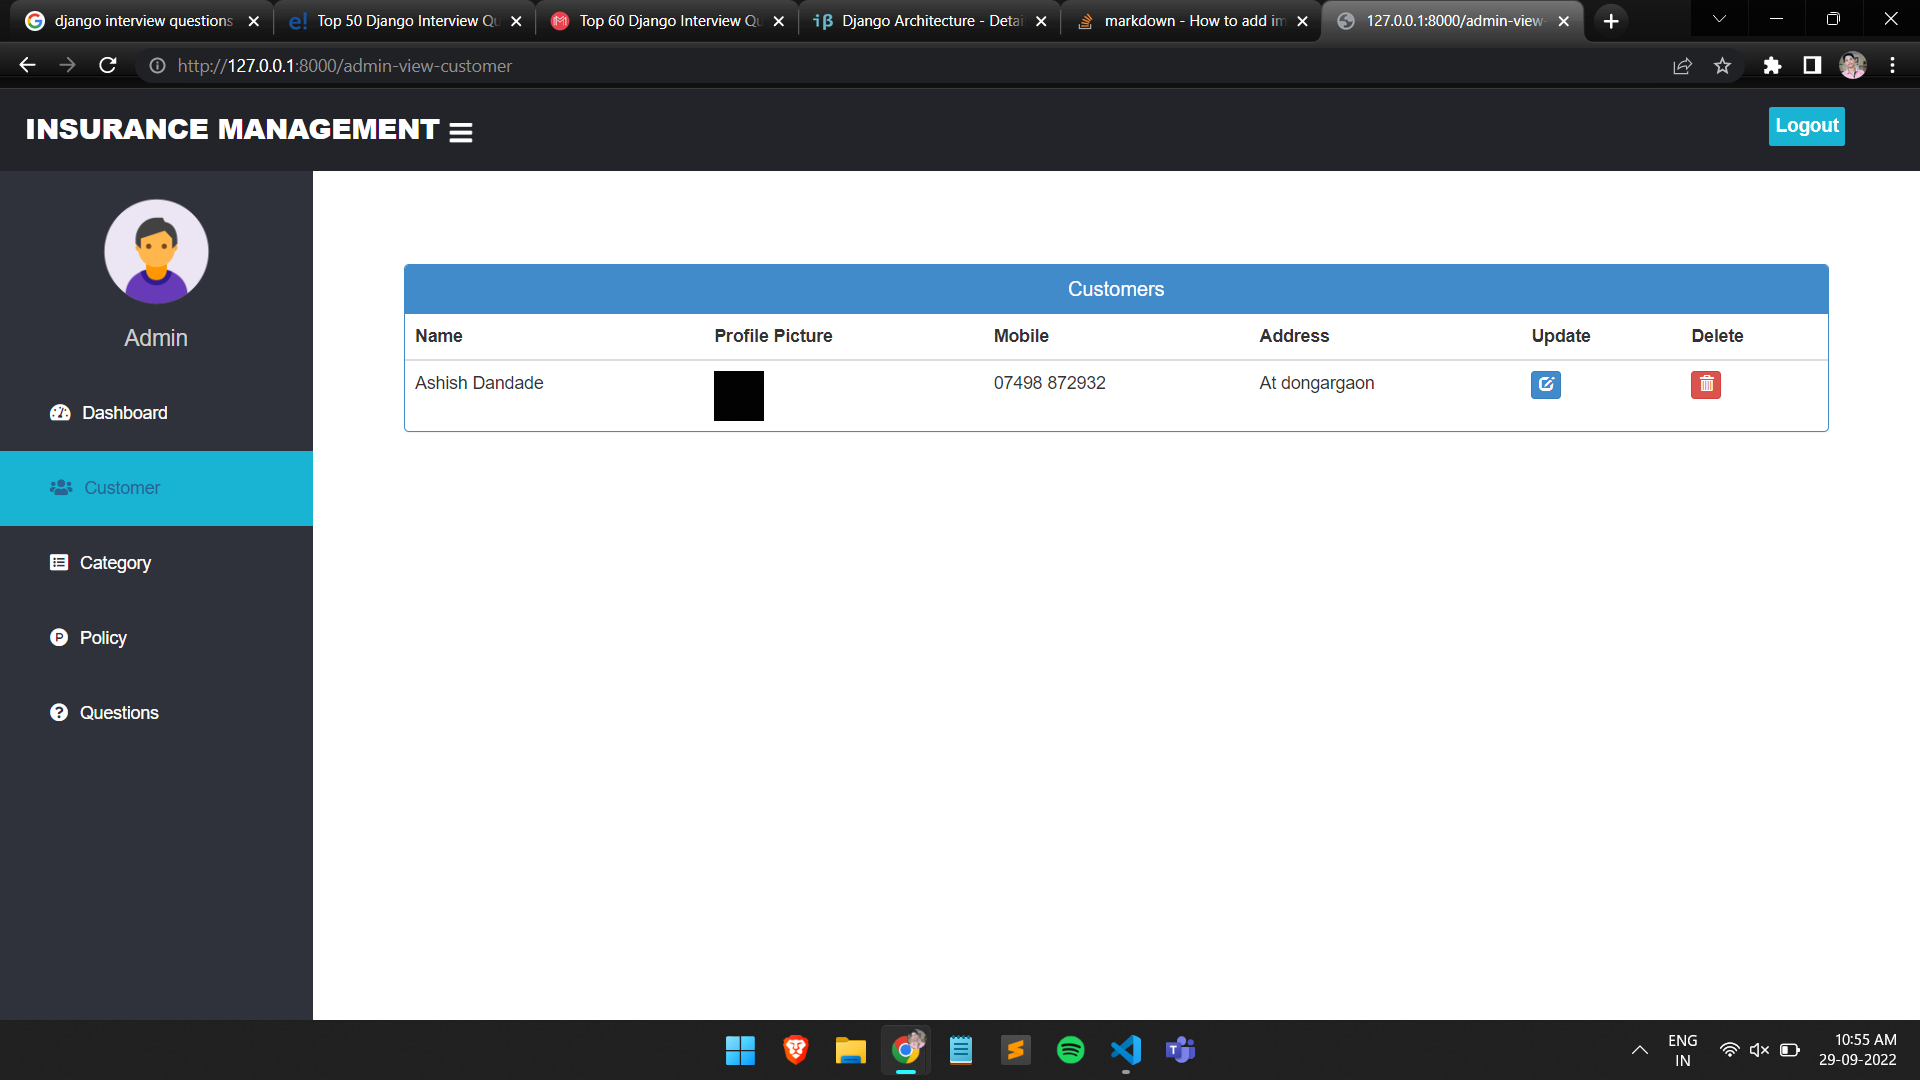 django interview questions
Top 50 Django Interview Qu
Top 60 Django Interview Qu
Django Architecture - Detai
markdown - How to add im
127.0.0.1:8000/admin-view-
http://127.0.0.1:8000/admin-view-customer
INSURANCE MANAGEMENT
Logout
Admin
Dashboard
Customer
Category
Policy
Questions
Customers
Name Profile Picture Mobile Address Update Delete
Ashish Dandade 07498 872932 At dongargaon
ENG
IN
10:55 AM
29-09-2022